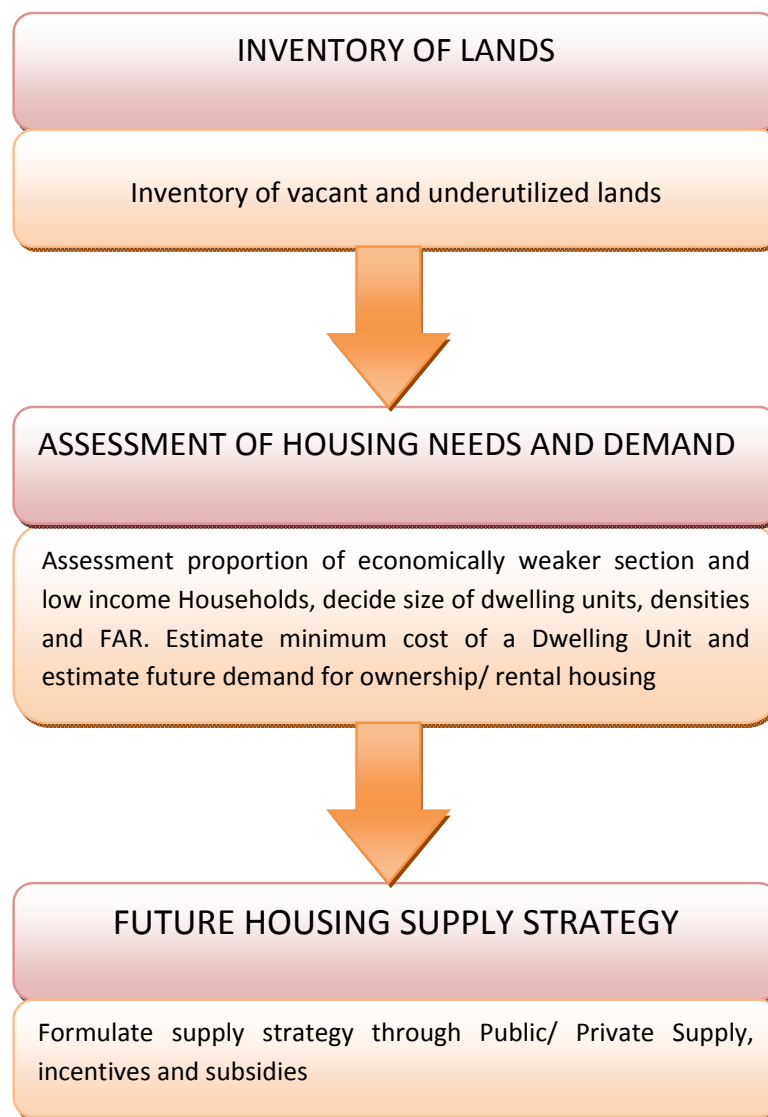 INVENTORY OF LANDS
Inventory of vacant and underutilized lands
ASSESSMENT OF HOUSING NEEDS AND DEMAND
Assessment proportion of economically weaker section and
low income Households, decide size of dwelling units, densities
and FAR. Estimate minimum cost of a Dwelling Unit and
estimate future demand for ownership/ rental housing
FUTURE HOUSING SUPPLY STRATEGY
Formulate supply strategy through Public/ Private Supply,
incentives and subsidies